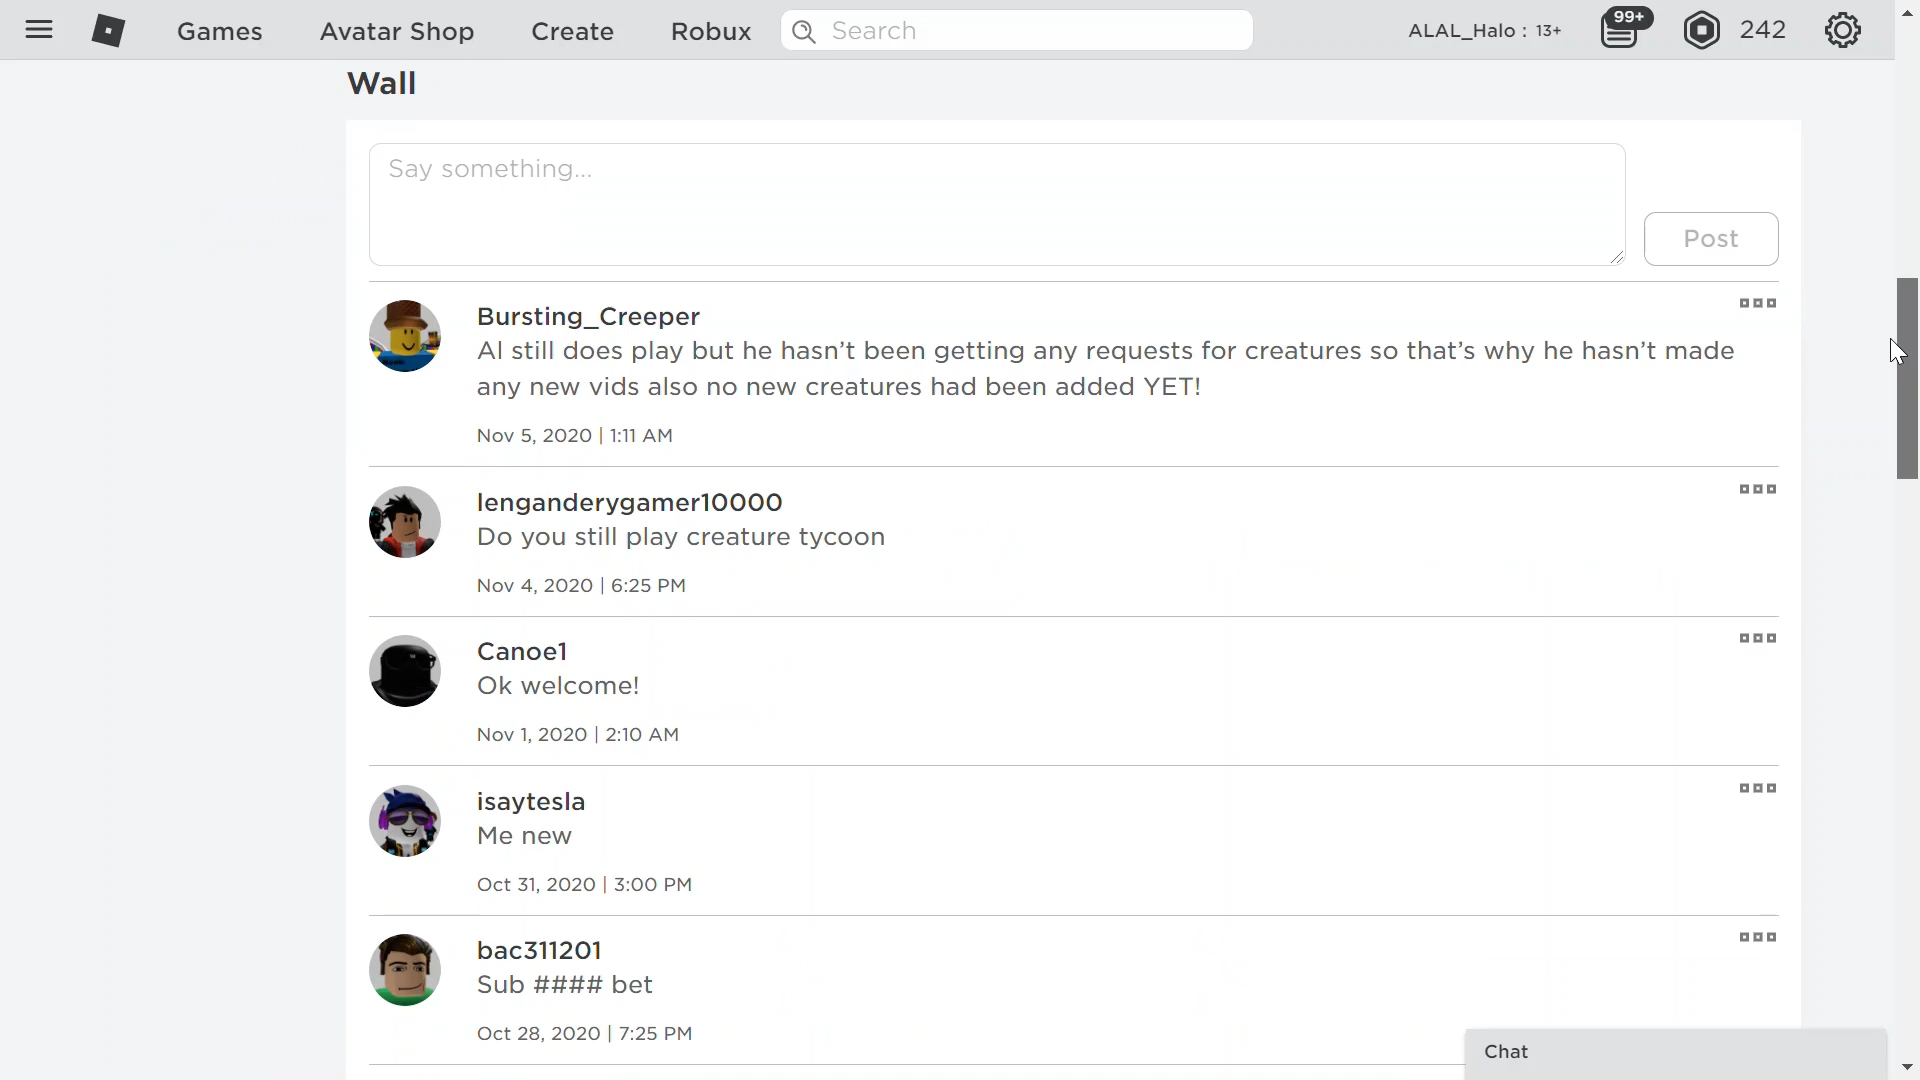 Games
Avatar Shop
Create
Robux
Search
ALAL_Halo : 13+
99+
242
Wall
Say something...
Post
Bursting_Creeper
Al still does play but he hasn’t been getting any requests for creatures so that’s why he hasn’t made
any new vids also no new creatures had been added YET!
Nov 5, 2020 | 1:11 AM
lenganderygamer10000
Do you still play creature tycoon
Nov 4, 2020 | 6:25 PM
Canoe1
Ok welcome!
Nov 1, 2020 | 2:10 AM
isaytesla
Me new
Oct 31, 2020 | 3:00 PM
bac311201
Sub #### bet
Oct 28, 2020 | 7:25 PM
Chat